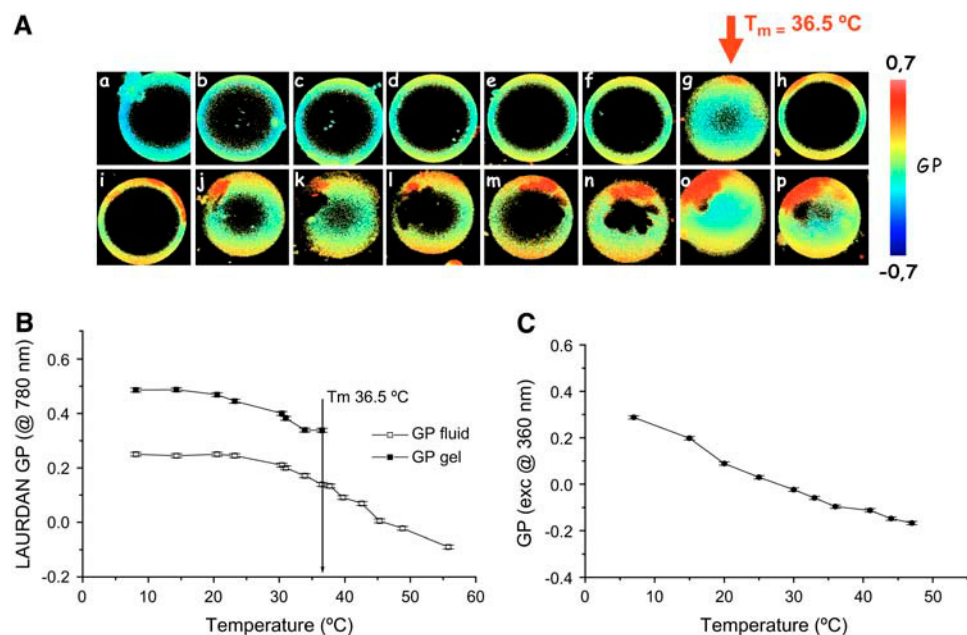 A
Tm = 36.5 ºC
a b c d e f g h
i j k l m n o p
0,7
GP
-0,7
B
LAURDAN GP (@ 780 nm)
0.6
0.4
0.2
0.0
-0.2
Tm 36.5 ºC
GP fluid
GP gel
0 10 20 30 40 50 60
Temperature (ºC)
C
GP (exc @ 360 nm)
0.6
0.4
0.2
0.0
-0.2
-0.4
0 10 20 30 40 50
Temperature (ºC)